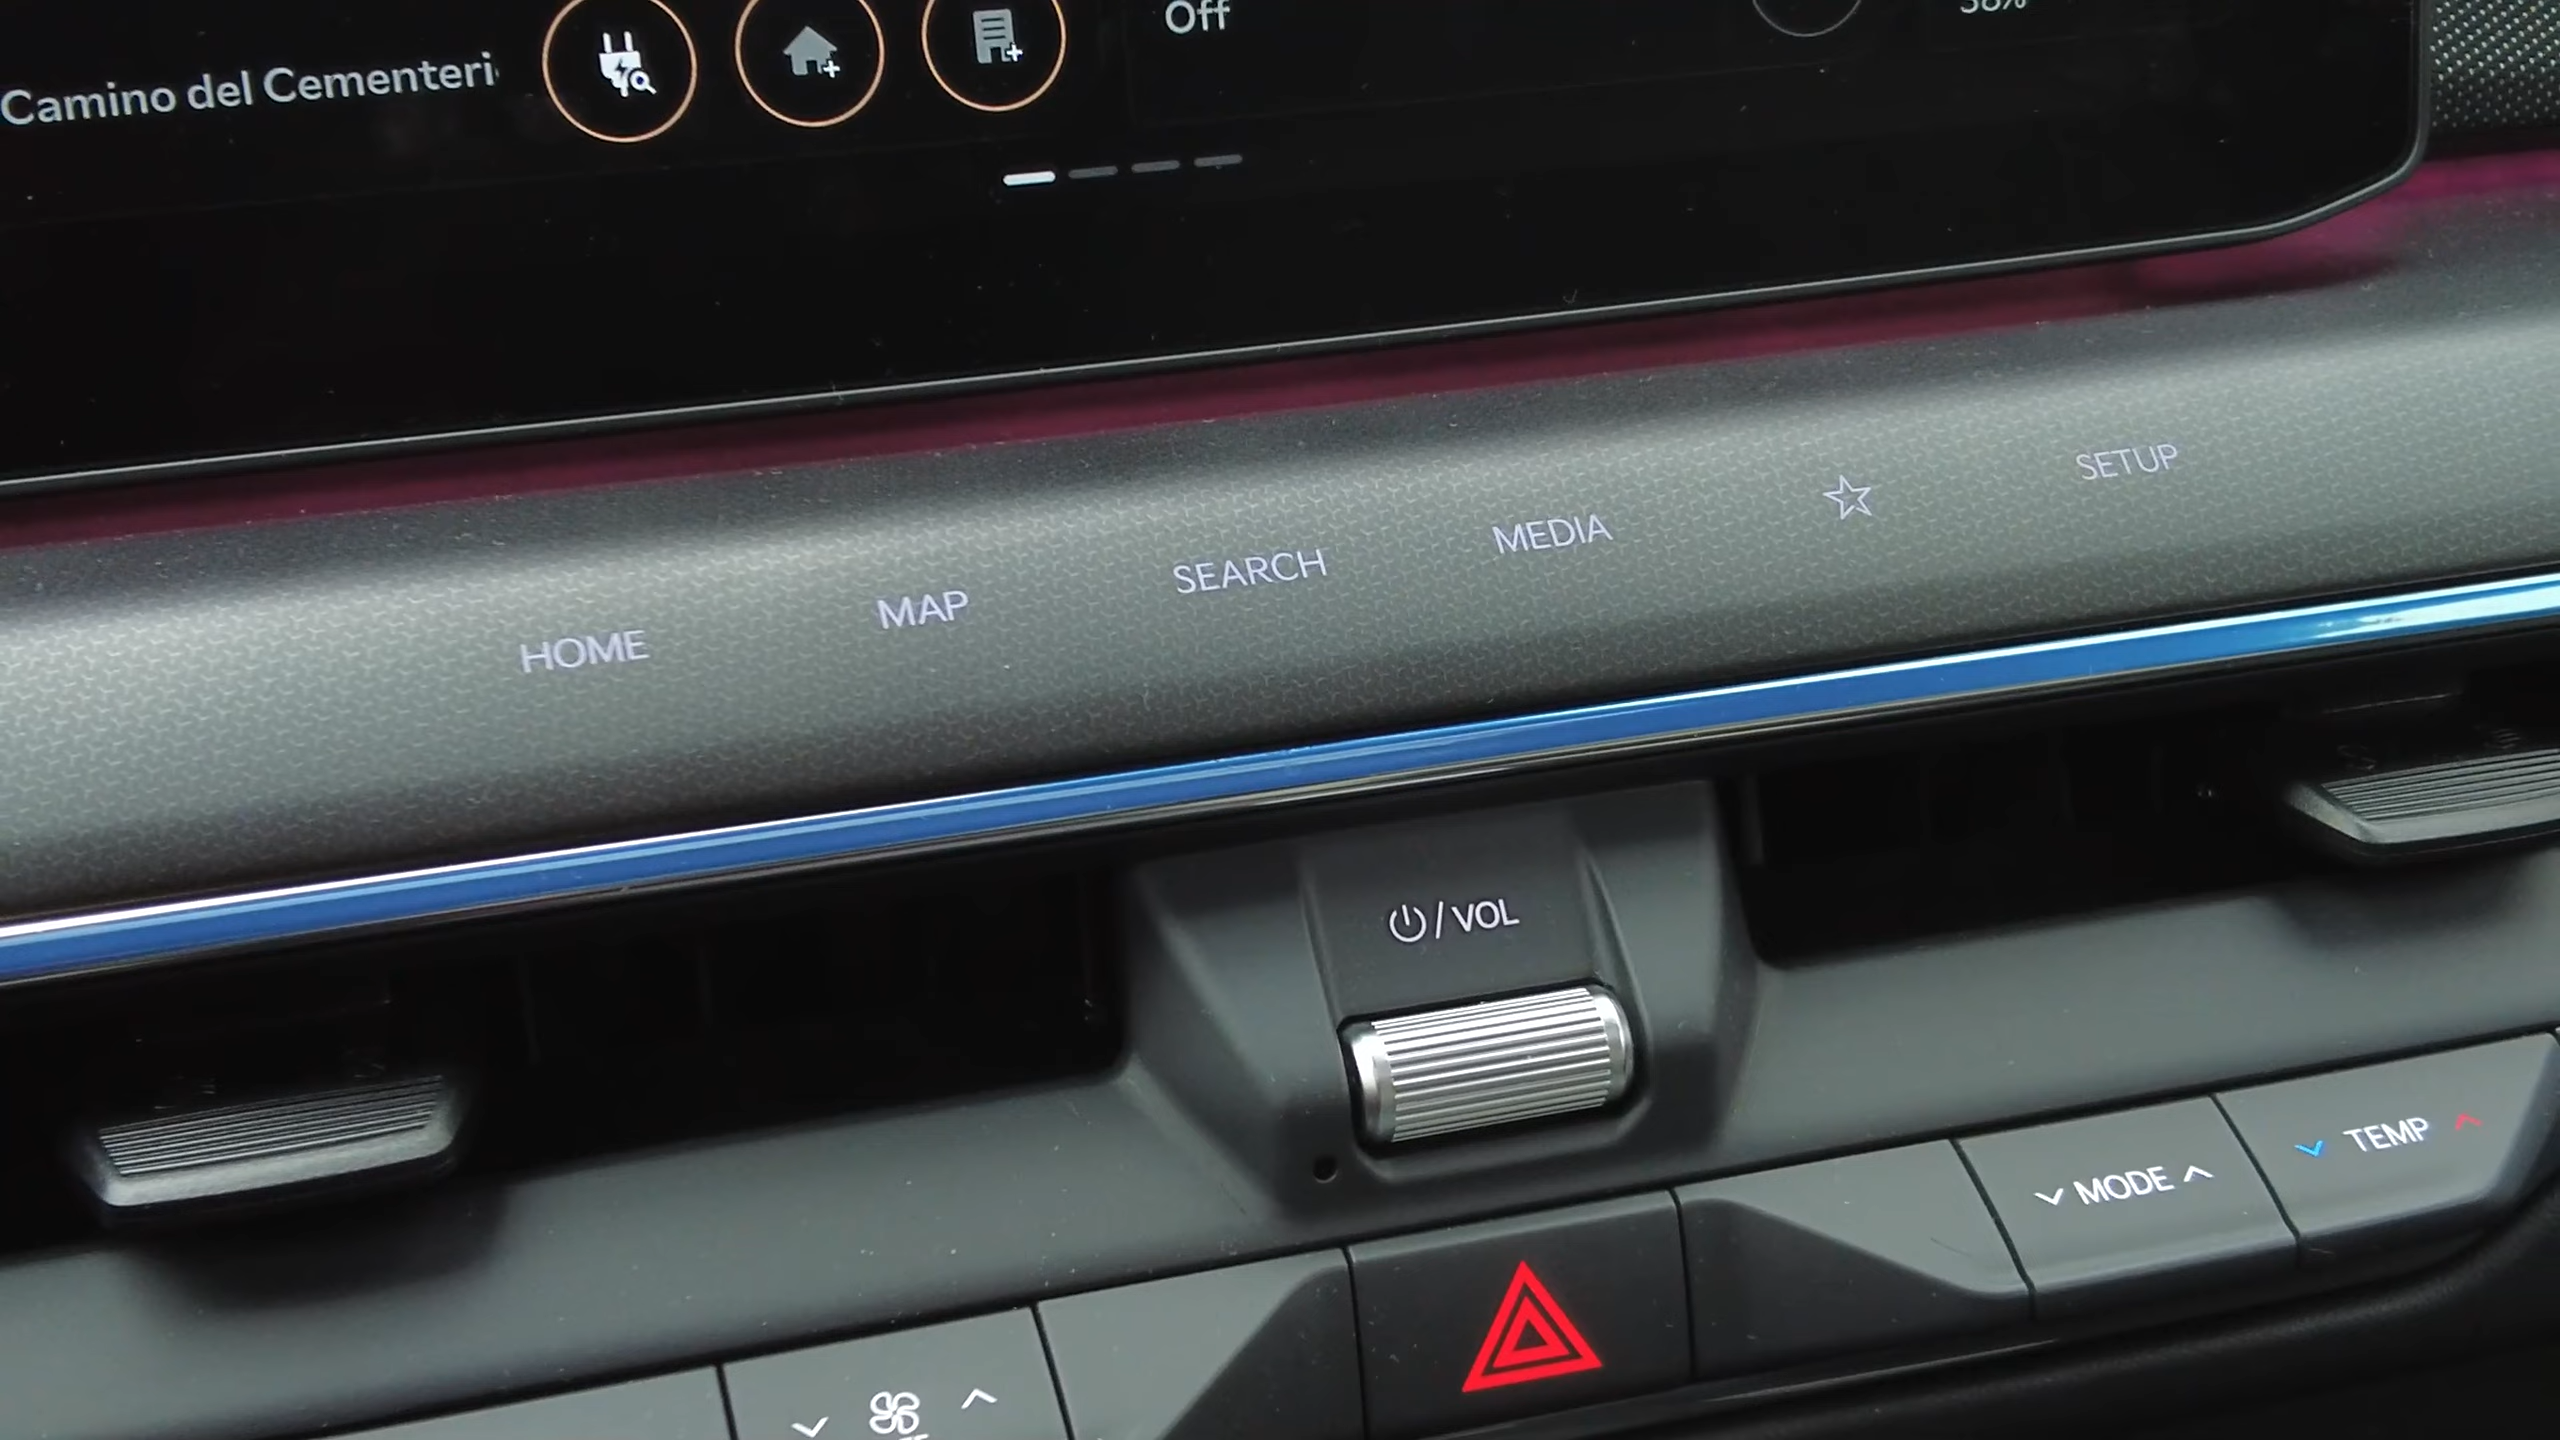 Off
Camino del Cementeri
HOME MAP SEARCH MEDIA SETUP
/ VOL
MODE
TEMP